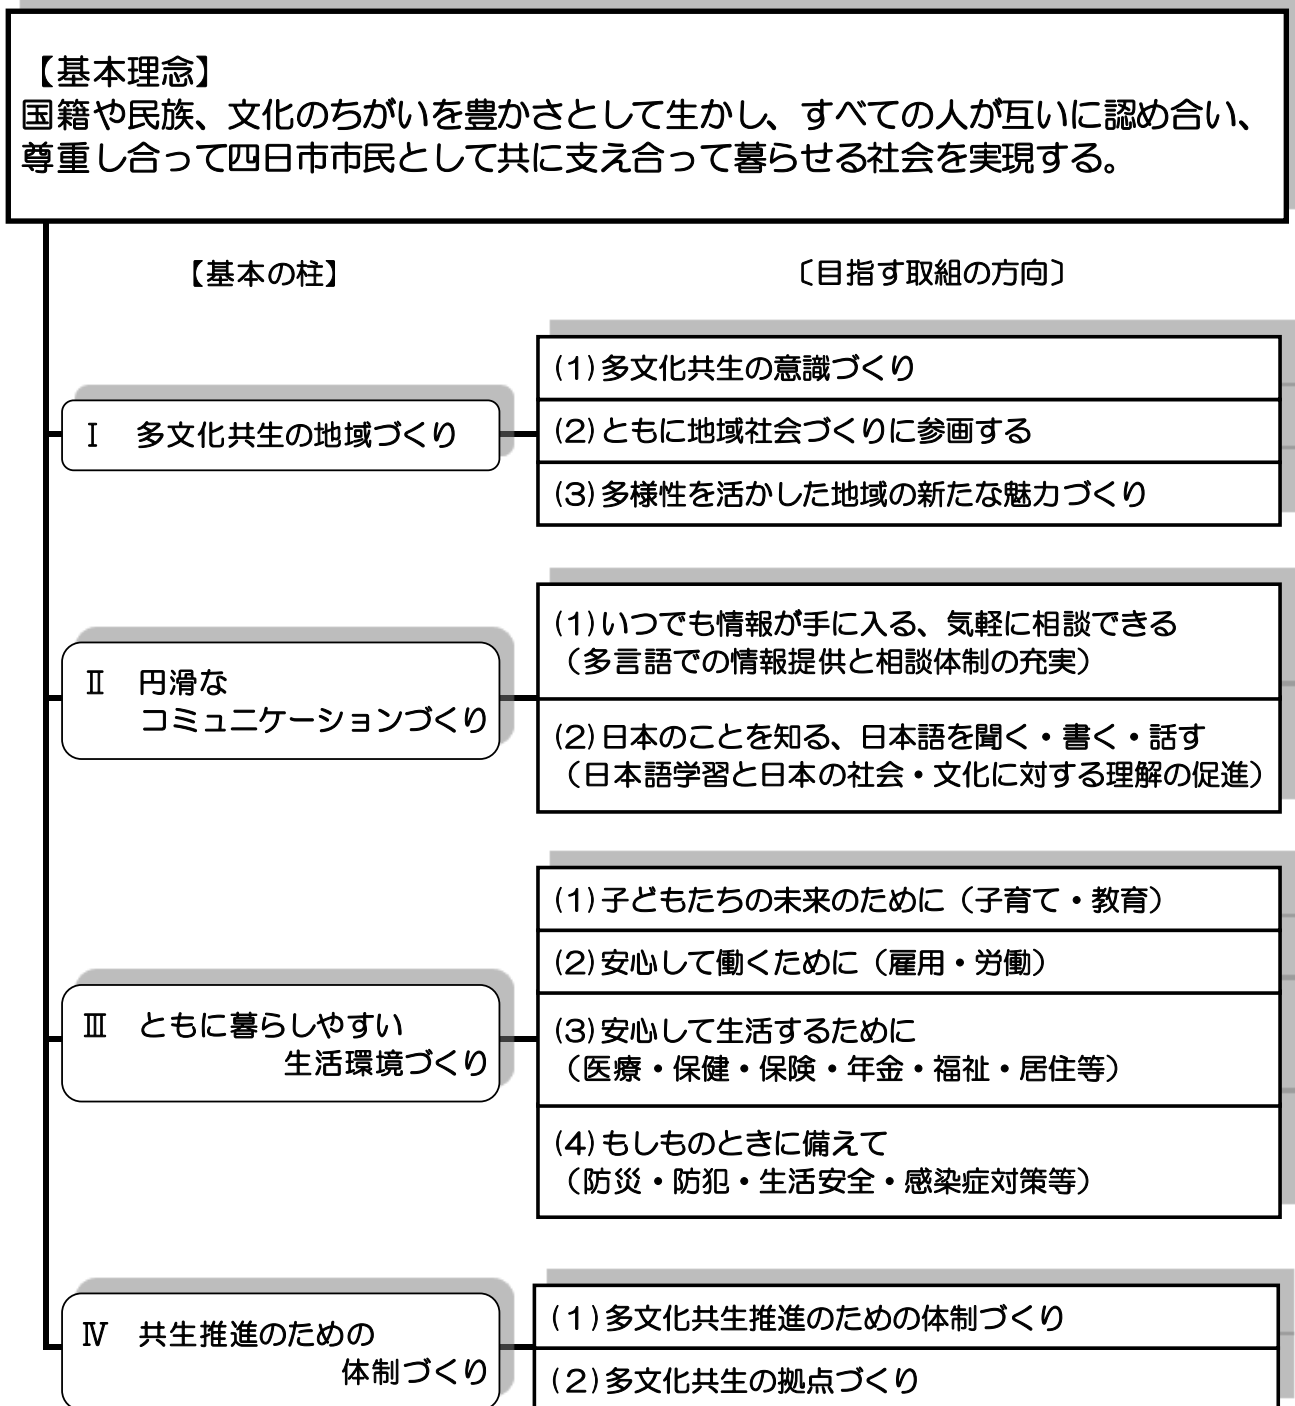 【基本理念】
国籍や民族、文化のちがいを豊かさとして生かし、すべての人が互いに認め合い、
尊重し合って四日市市民として共に支え合って暮らせる社会を実現する。
【基本の柱】
〔目指す取組の方向〕
Ⅰ　多文化共生の地域づくり
(1)多文化共生の意識づくり
(2)ともに地域社会づくりに参画する
(3)多様性を活かした地域の新たな魅力づくり
Ⅱ　円滑な
コミュニケーションづくり
(1)いつでも情報が手に入る、気軽に相談できる
（多言語での情報提供と相談体制の充実）
(2)日本のことを知る、日本語を聞く・書く・話す
（日本語学習と日本の社会・文化に対する理解の促進）
Ⅲ　ともに暮らしやすい
生活環境づくり
(1)子どもたちの未来のために（子育て・教育）
(2)安心して働くために（雇用・労働）
(3)安心して生活するために
（医療・保健・保険・年金・福祉・居住等）
(4)もしものときに備えて
（防災・防犯・生活安全・感染症対策等）
Ⅳ　共生推進のための
体制づくり
(1)多文化共生推進のための体制づくり
(2)多文化共生の拠点づくり